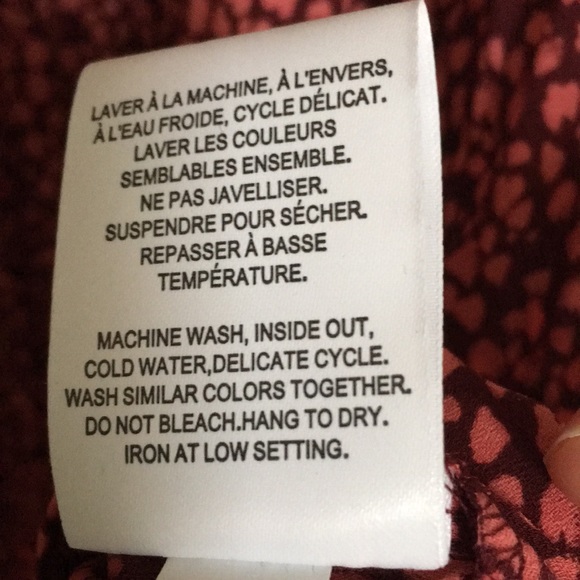 LAVER À LA MACHINE, À L'ENVERS,
À L'EAU FROIDE, CYCLE DÉLICAT.
LAVER LES COULEURS
SEMBLABLES ENSEMBLE.
NE PAS JAVELLISER.
SUSPENDRE POUR SÉCHER.
REPASSER À BASSE
TEMPÉRATURE.
MACHINE WASH, INSIDE OUT,
COLD WATER,DELICATE CYCLE.
WASH SIMILAR COLORS TOGETHER.
DO NOT BLEACH.HANG TO DRY.
IRON AT LOW SETTING.